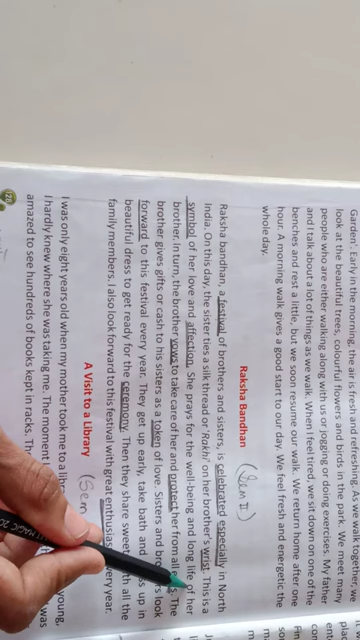 Garden'. Early in the morning, the air is fresh and refreshing. As we walk together, we
look at the beautiful trees, colourful flowers and birds in the park. We meet many
people who are either walking along with us or jogging or doing exercises. My father
and I talk about a lot of things as we walk. When I feel tired, we sit down on one of the
benches and rest a little, but we soon resume our walk. We return home after one
hour. A morning walk gives a good start to our day. We feel fresh and energetic the
whole day.
Raksha Bandhan (Sem II)
Raksha bandhan, a festival of brothers and sisters, is celebrated especially in North
India. On this day, the sister ties a silk thread or 'Rakhi' on her brother's wrist. This is a
symbol of her love and affection. She prays for the well-being and long life of her
brother. In turn, the brother vows to take care of her and protect her from all The
brother gives gifts or cash to his sisters as a token of love. Sisters and look
forward to this festival every year. They get up early, take bath and up in
beautiful dress to get ready for the ceremony. Then they share all the
family members. I also look forward to this festival with great every year.
A Visit to a Library (Sem
I was only eight years old when my mother took me to a young,
I hardly knew where she was taking me. The moment I was
amazed to see hundreds of books kept in racks.
120